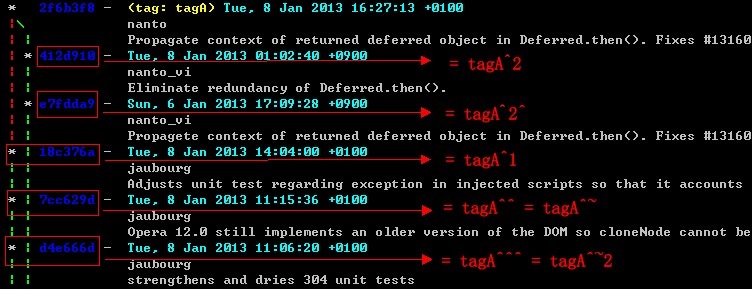 * 2f6b3f8 - (tag: tagA) Tue, 8 Jan 2013 16:27:13 +0100
|\ nanto
| | Propagate context of returned deferred object in Deferred.then(). Fixes #13160
| * 412d910 - Tue, 8 Jan 2013 01:02:40 +0900 = tagA^2
| | nanto_vi
| | Eliminate redundancy of Deferred.then().
| * e7fdda9 - Sun, 6 Jan 2013 17:09:28 +0900 = tagA^2^
| | nanto_vi
| | Propagate context of returned deferred object in Deferred.then(). Fixes #13160
* | 18c376a - Tue, 8 Jan 2013 14:04:00 +0100 = tagA^1
| | jaubourg
| | Adjusts unit test regarding exception in injected scripts so that it accounts
* | 7cc629d - Tue, 8 Jan 2013 11:15:36 +0100 = tagA^^ = tagA^~
| | jaubourg
| | Opera 12.0 still implements an older version of the DOM so cloneNode cannot be
* | d4e666d - Tue, 8 Jan 2013 11:06:20 +0100 = tagA^^^ = tagA^~2
| | jaubourg
| | strengthens and dries 304 unit tests